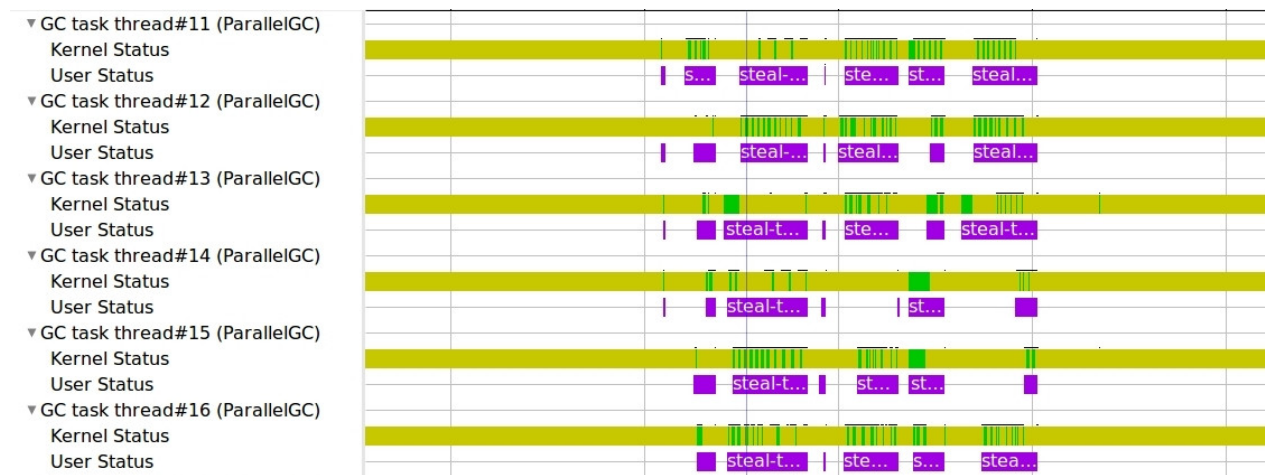 GC task thread#11 (ParallelGC)
Kernel Status
User Status s... steal-... ste... st... steal...
GC task thread#12 (ParallelGC)
Kernel Status
User Status steal-... steal... steal...
GC task thread#13 (ParallelGC)
Kernel Status
User Status steal-t... ste... steal-t...
GC task thread#14 (ParallelGC)
Kernel Status
User Status steal-t... st...
GC task thread#15 (ParallelGC)
Kernel Status
User Status steal-t... st... st...
GC task thread#16 (ParallelGC)
Kernel Status
User Status steal-t... ste... s... stea...